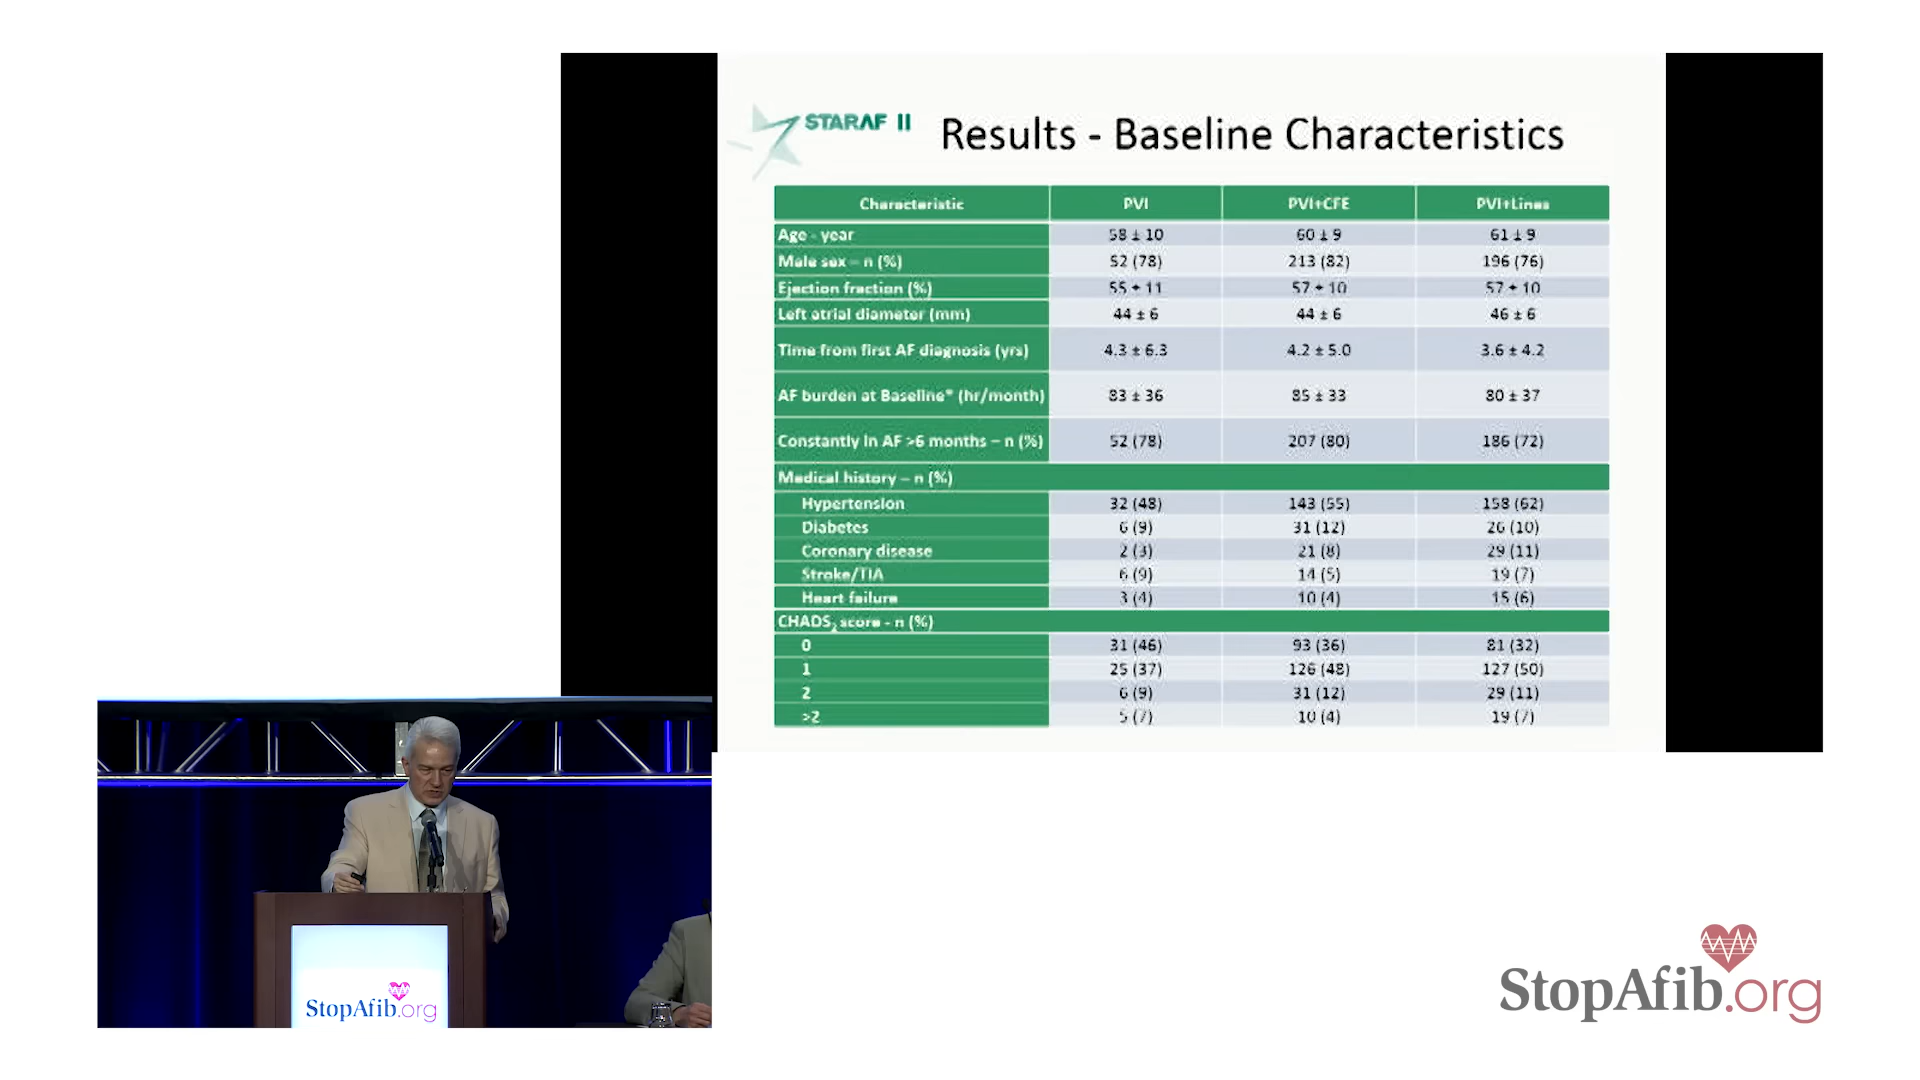 STARAF II
Results - Baseline Characteristics
Characteristic PVI PVI+CFE PVI+Lines
Age - year 58 ± 10 60 ± 9 61 ± 9
Male sex – n (%) 52 (78) 213 (82) 196 (76)
Ejection fraction (%) 55 ± 11 57 ± 10 57 ± 10
Left atrial diameter (mm) 44 ± 6 44 ± 6 46 ± 6
Time from first AF diagnosis (yrs) 4.3 ± 6.3 4.2 ± 5.0 3.6 ± 4.2
AF burden at Baseline* (hr/month) 83 ± 36 85 ± 33 80 ± 37
Constantly in AF >6 months – n (%) 52 (78) 207 (80) 186 (72)
Medical history – n (%)
Hypertension 32 (48) 143 (55) 158 (62)
Diabetes 6 (9) 31 (12) 26 (10)
Coronary disease 2 (3) 21 (8) 29 (11)
Stroke/TIA 6 (9) 14 (5) 19 (7)
Heart failure 3 (4) 10 (4) 15 (6)
CHADS₂ score - n (%)
0 31 (46) 93 (36) 81 (32)
1 25 (37) 126 (48) 127 (50)
2 6 (9) 31 (12) 29 (11)
>2 5 (7) 10 (4) 19 (7)
StopAfib.org
StopAfib.org